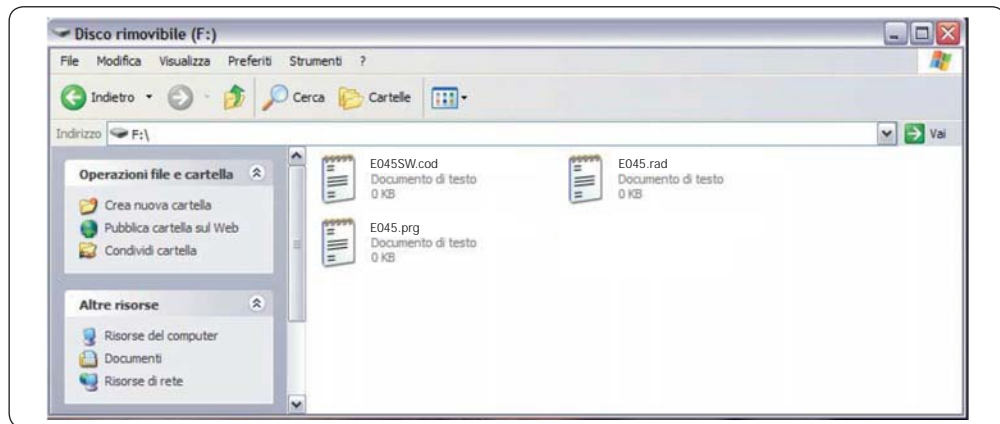 Disco rimovibile (F:)
File Modifica Visualizza Preferiti Strumenti ?
Indietro Cerca Cartelle
Indirizzo F:\ Vai
Operazioni file e cartella
Crea nuova cartella
Pubblica cartella sul Web
Condividi cartella
Altre risorse
Risorse del computer
Documenti
Risorse di rete
E045SW.cod
Documento di testo
0 KB
E045.rad
Documento di testo
0 KB
E045.prg
Documento di testo
0 KB